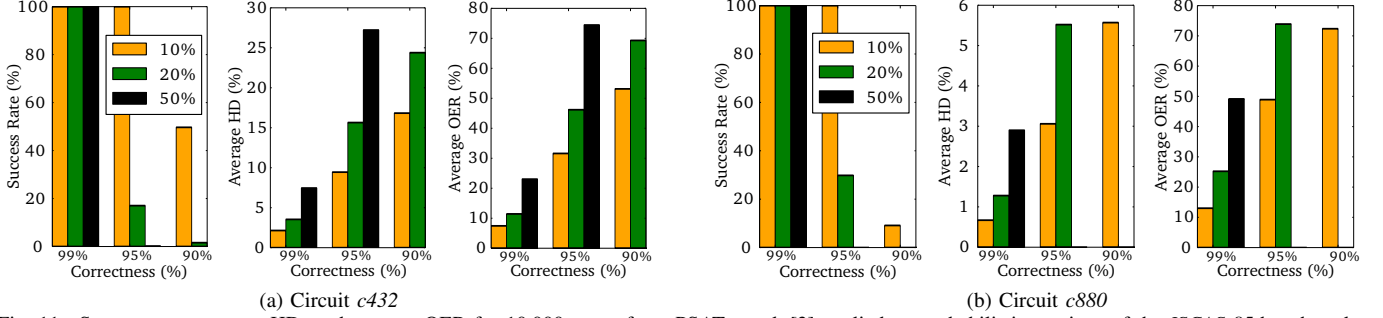 100
80
60
40
20
0
Success Rate (%)
10%
20%
50%
99% 95% 90%
Correctness (%)
30
25
20
15
10
5
0
Average HD (%)
99% 95% 90%
Correctness (%)
80
70
60
50
40
30
20
10
0
Average OER (%)
99% 95% 90%
Correctness (%)
(a) Circuit c432
100
80
60
40
20
0
Success Rate (%)
10%
20%
50%
99% 95% 90%
Correctness (%)
6
5
4
3
2
1
0
Average HD (%)
99% 95% 90%
Correctness (%)
80
70
60
50
40
30
20
10
0
Average OER (%)
99% 95% 90%
Correctness (%)
(b) Circuit c880